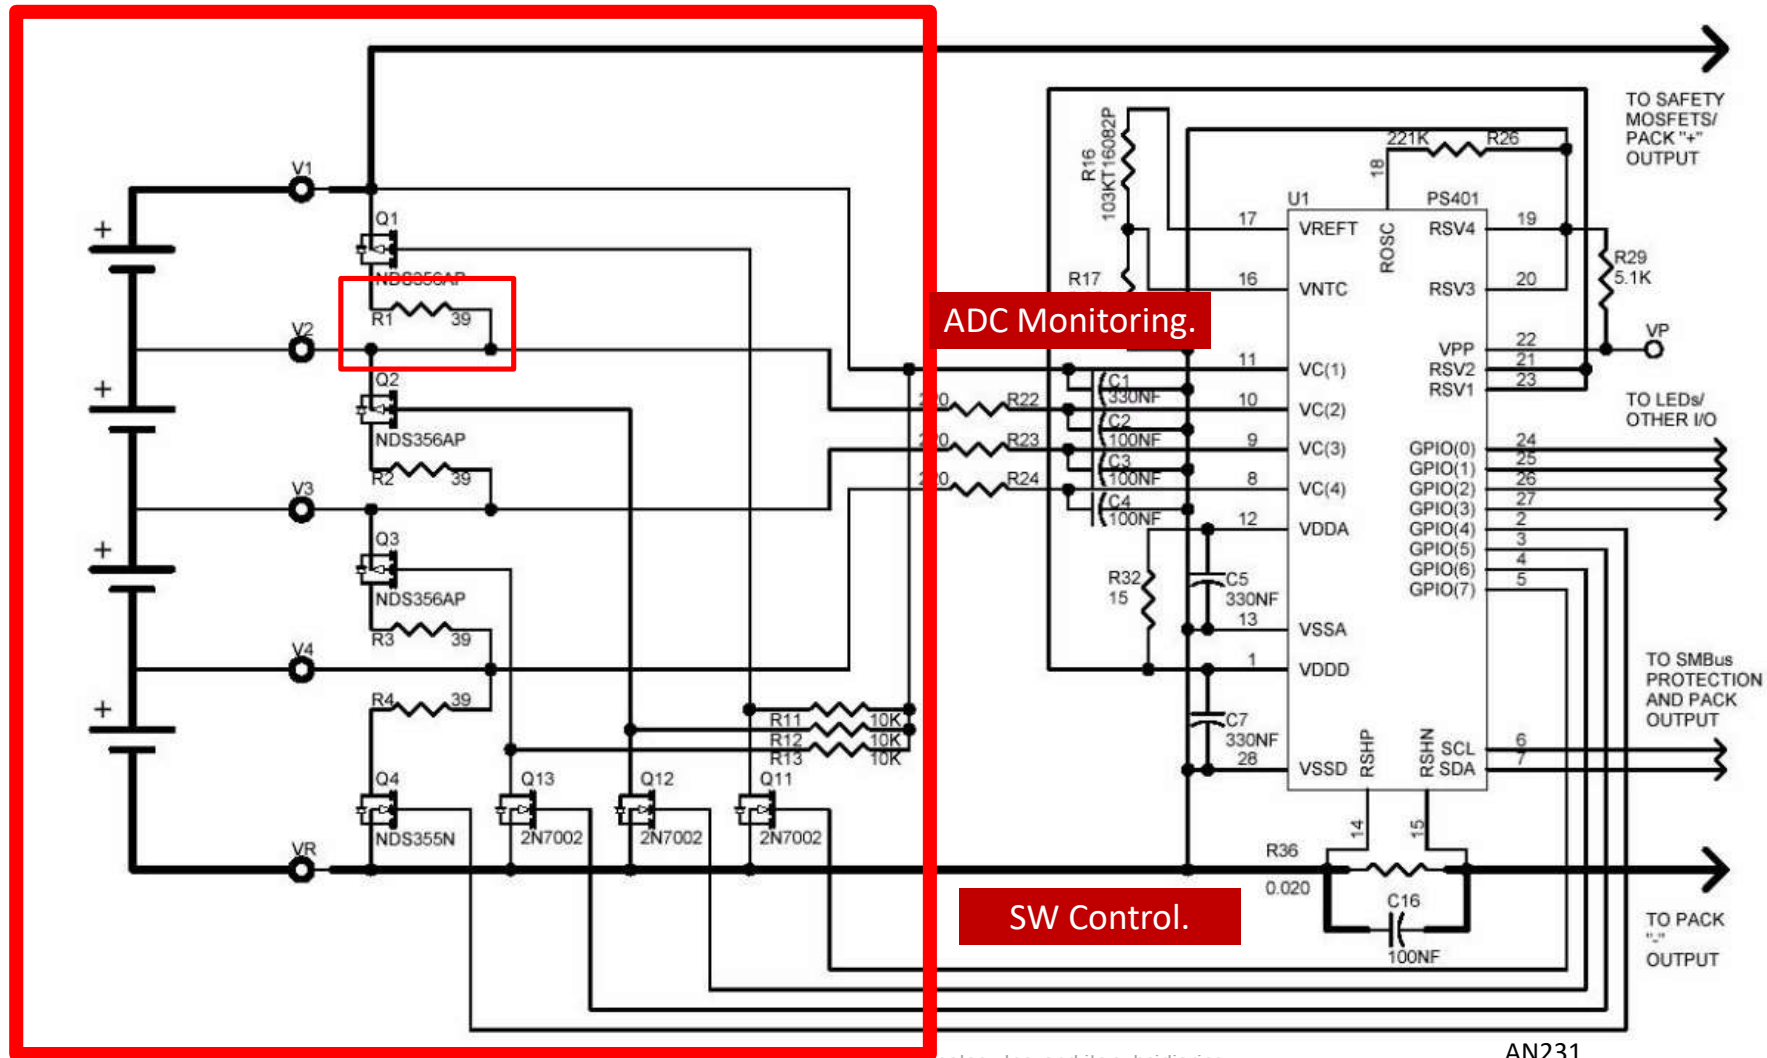 TO SAFETY
MOSFETS/
PACK "+"
OUTPUT
V1
+
Q1
NDS356AP
R1
39
V2
+
Q2
NDS356AP
R2
39
V3
+
Q3
NDS356AP
R3
39
V4
+
R4
39
Q4
NDS355N
VR
Q13
2N7002
Q12
2N7002
Q11
2N7002
R11
10K
R12
10K
R13
10K
ADC Monitoring.
SW Control.
R16
103KT16082P
R17
220
R22
220
R23
220
R24
C1
330NF
C2
100NF
C3
100NF
C4
100NF
R32
15
C5
330NF
C7
330NF
221K
R26
18
U1
PS401
17
VREFT
ROSC
RSV4
19
16
VNTC
RSV3
20
R29
5.1K
VPP
22
VP
11
VC(1)
RSV2
21
RSV1
23
10
VC(2)
9
VC(3)
8
VC(4)
12
VDDA
13
VSSA
1
VDDD
28
VSSD
TO LEDs/
OTHER I/O
GPIO(0)
24
GPIO(1)
25
GPIO(2)
26
GPIO(3)
27
GPIO(4)
2
GPIO(5)
3
GPIO(6)
4
GPIO(7)
5
TO SMBus
PROTECTION
AND PACK
OUTPUT
RSHP
RSHN
SCL
6
SDA
7
14
15
R36
0.020
C16
100NF
TO PACK
"-"
OUTPUT
AN231